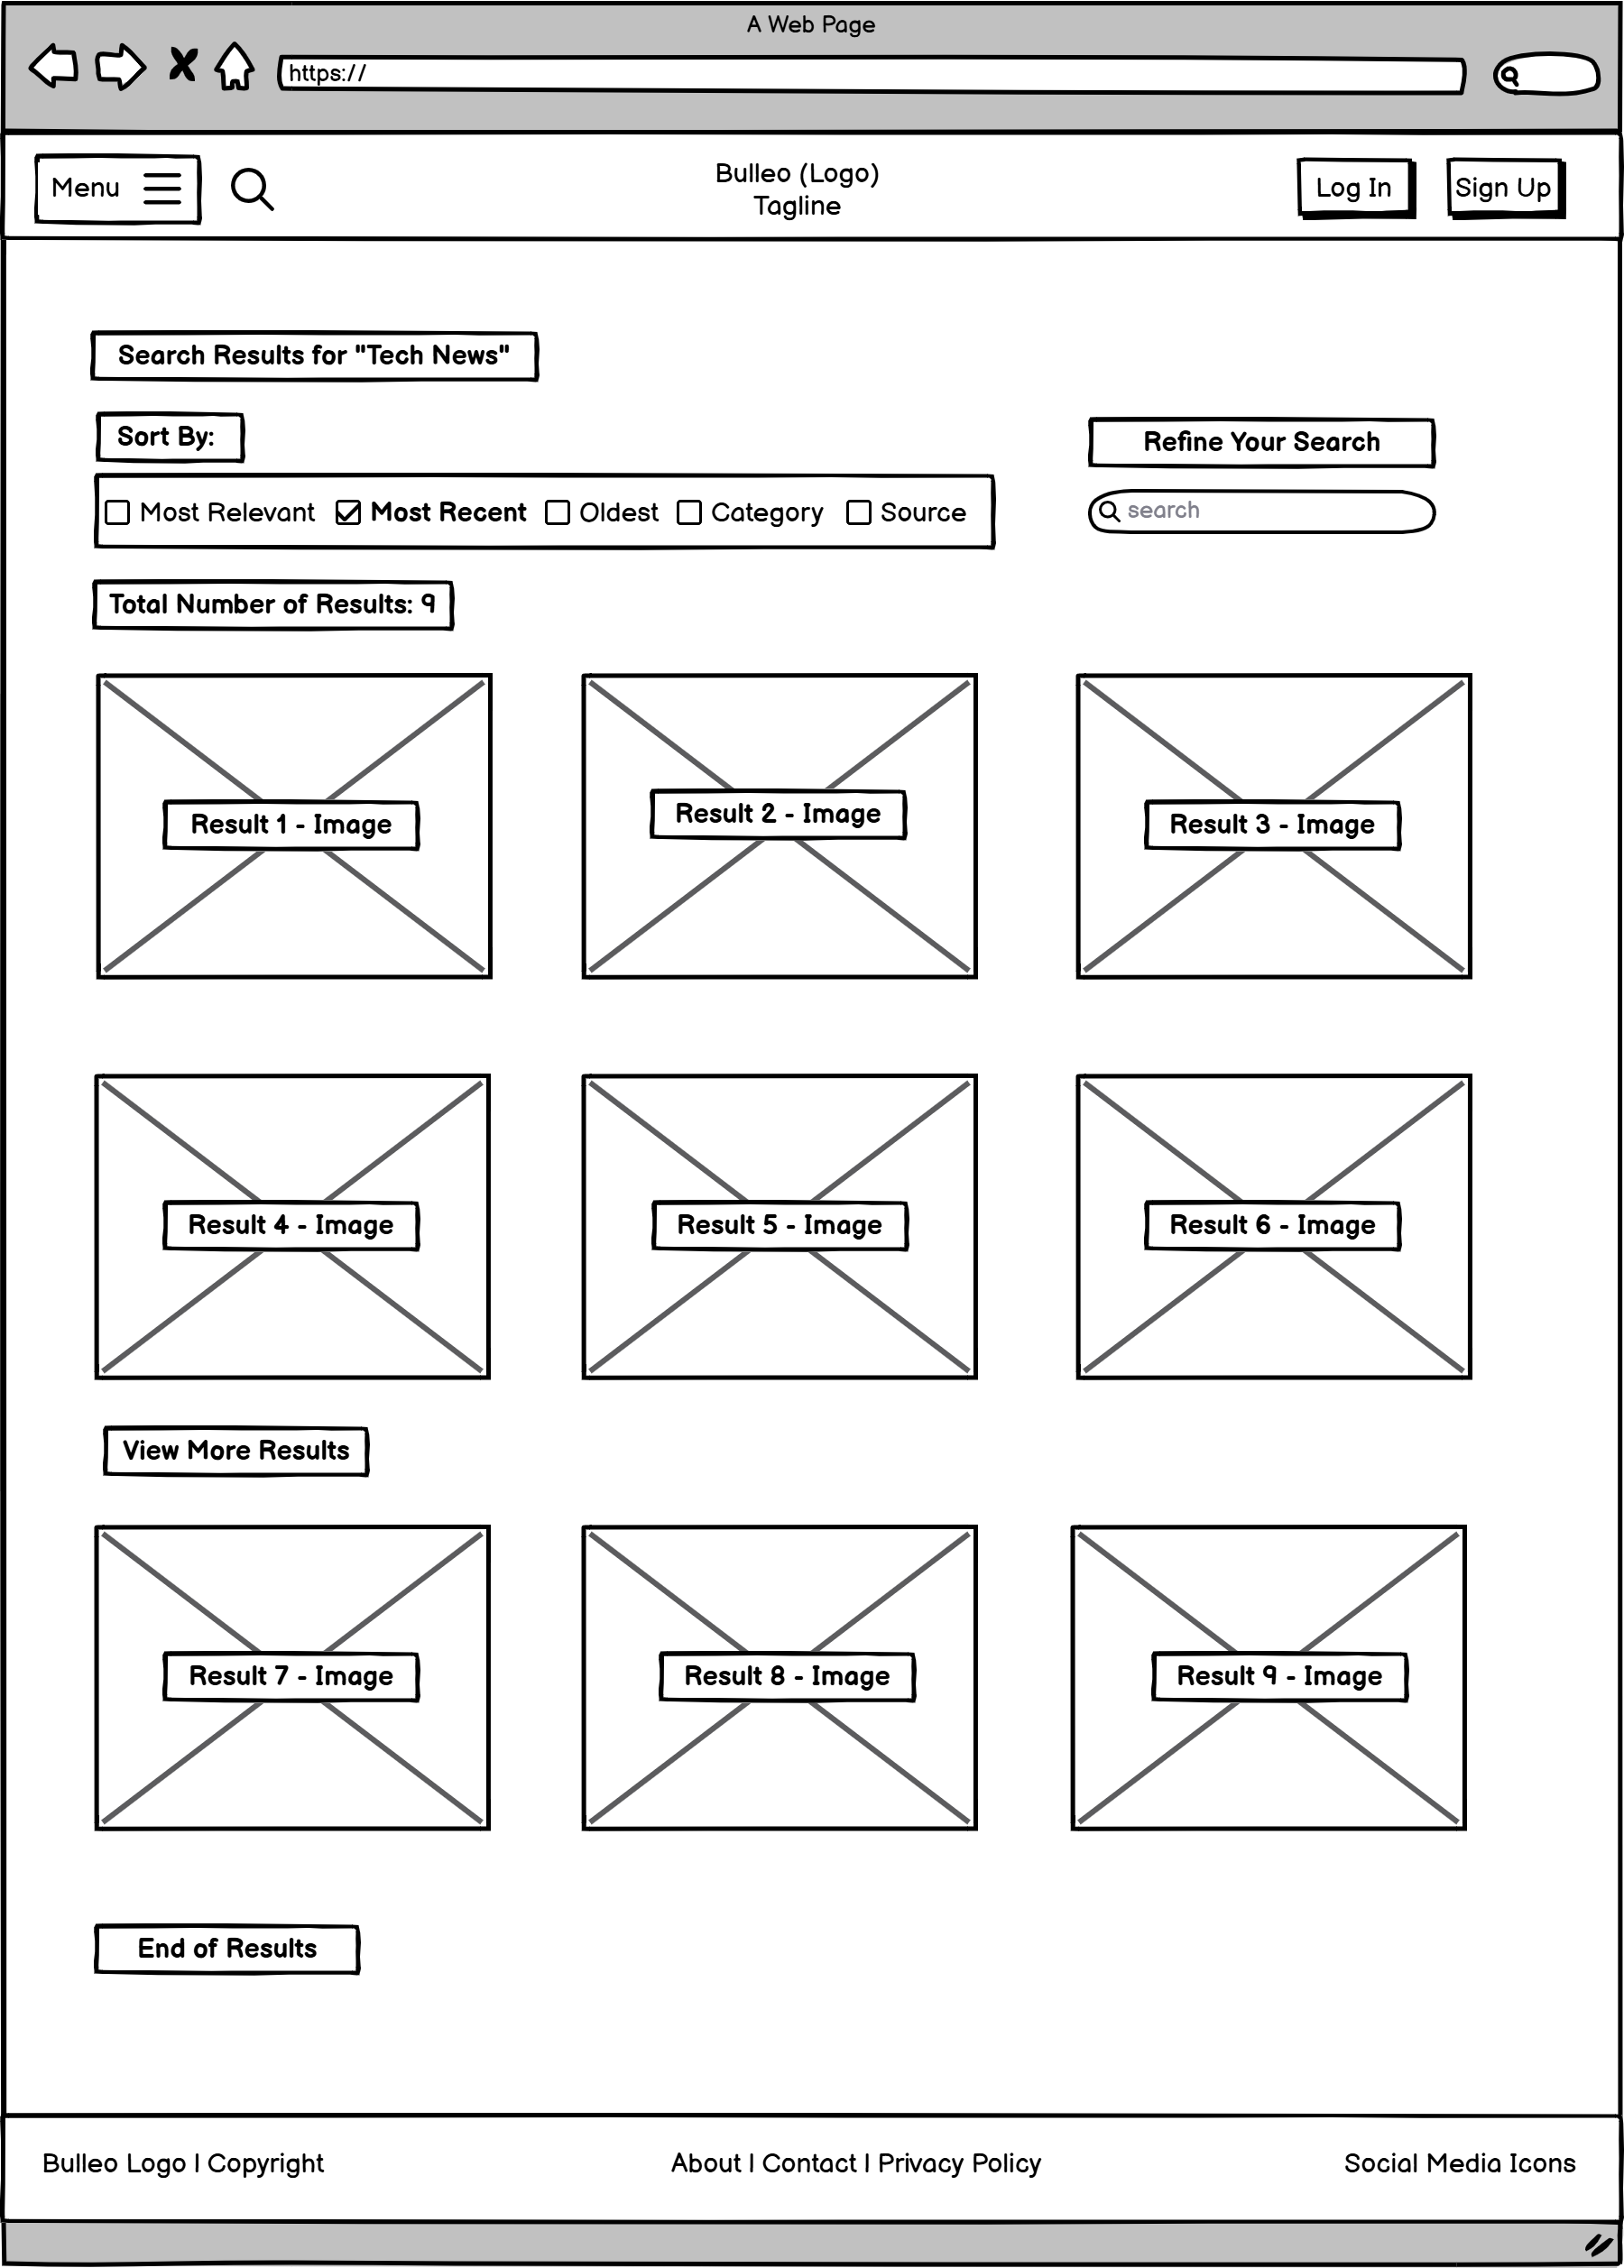 A Web Page
https://
Menu
Bulleo (Logo)
Tagline
Log In
Sign Up
Search Results for "Tech News"
Sort By:
Refine Your Search
Most Relevant Most Recent Oldest Category Source
search
Total Number of Results: 9
Result 1 - Image
Result 2 - Image
Result 3 - Image
Result 4 - Image
Result 5 - Image
Result 6 - Image
View More Results
Result 7 - Image
Result 8 - Image
Result 9 - Image
End of Results
Bulleo Logo | Copyright
About | Contact | Privacy Policy
Social Media Icons